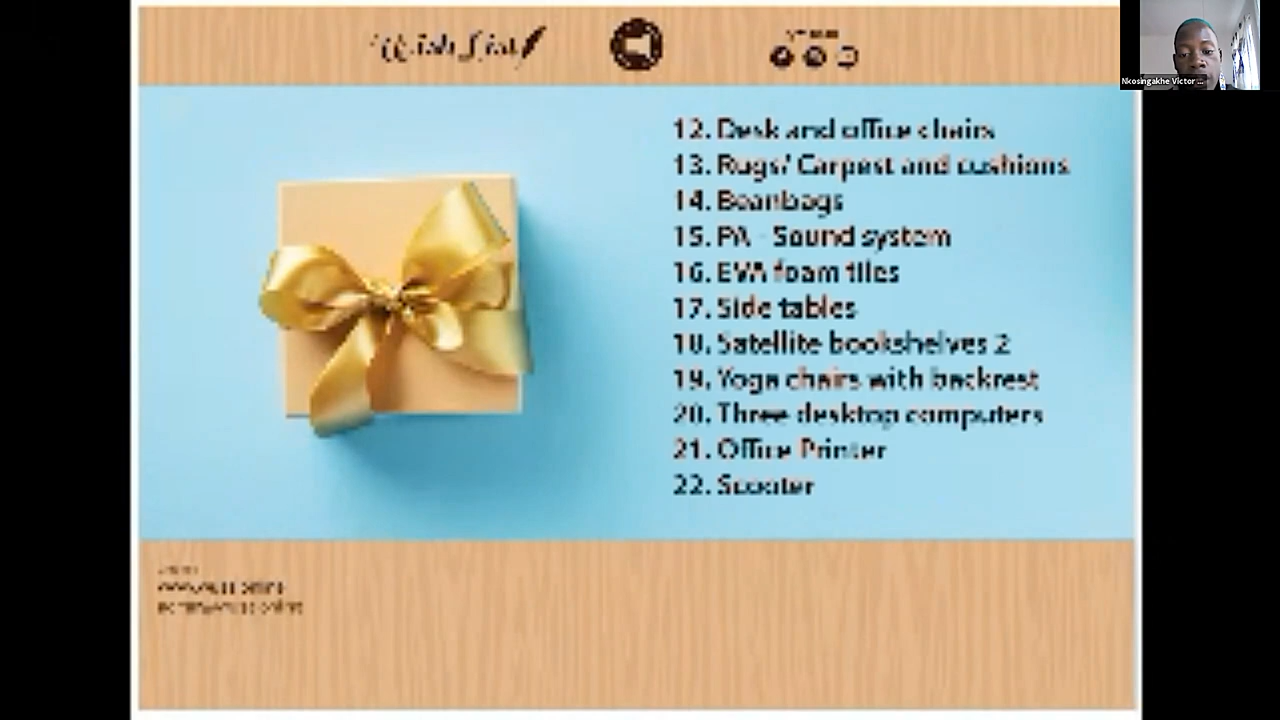 Wish List
Nkosingakhe Victor ...
12. Desk and office chairs
13. Rugs/ Carpest and cushions
14. Beanbags
15. PA - Sound system
16. EVA foam tiles
17. Side tables
18. Satellite bookshelves 2
19. Yoga chairs with backrest
20. Three desktop computers
21. Office Printer
22. Scooter